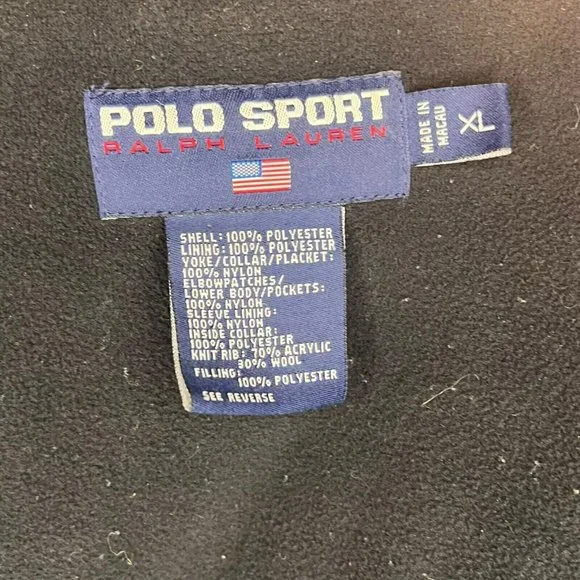 POLO SPORT
RALPH LAUREN
MADE IN
MACAU
XL
SHELL: 100% POLYESTER
LINING: 100% POLYESTER
YOKE/COLLAR/PLACKET:
100% NYLON
ELBOWPATCHES/
LOWER BODY/POCKETS:
100% NYLON
SLEEVE LINING:
100% NYLON
INSIDE COLLAR:
100% POLYESTER
KNIT RIB: 70% ACRYLIC
30% WOOL
FILLING:
100% POLYESTER
SEE REVERSE